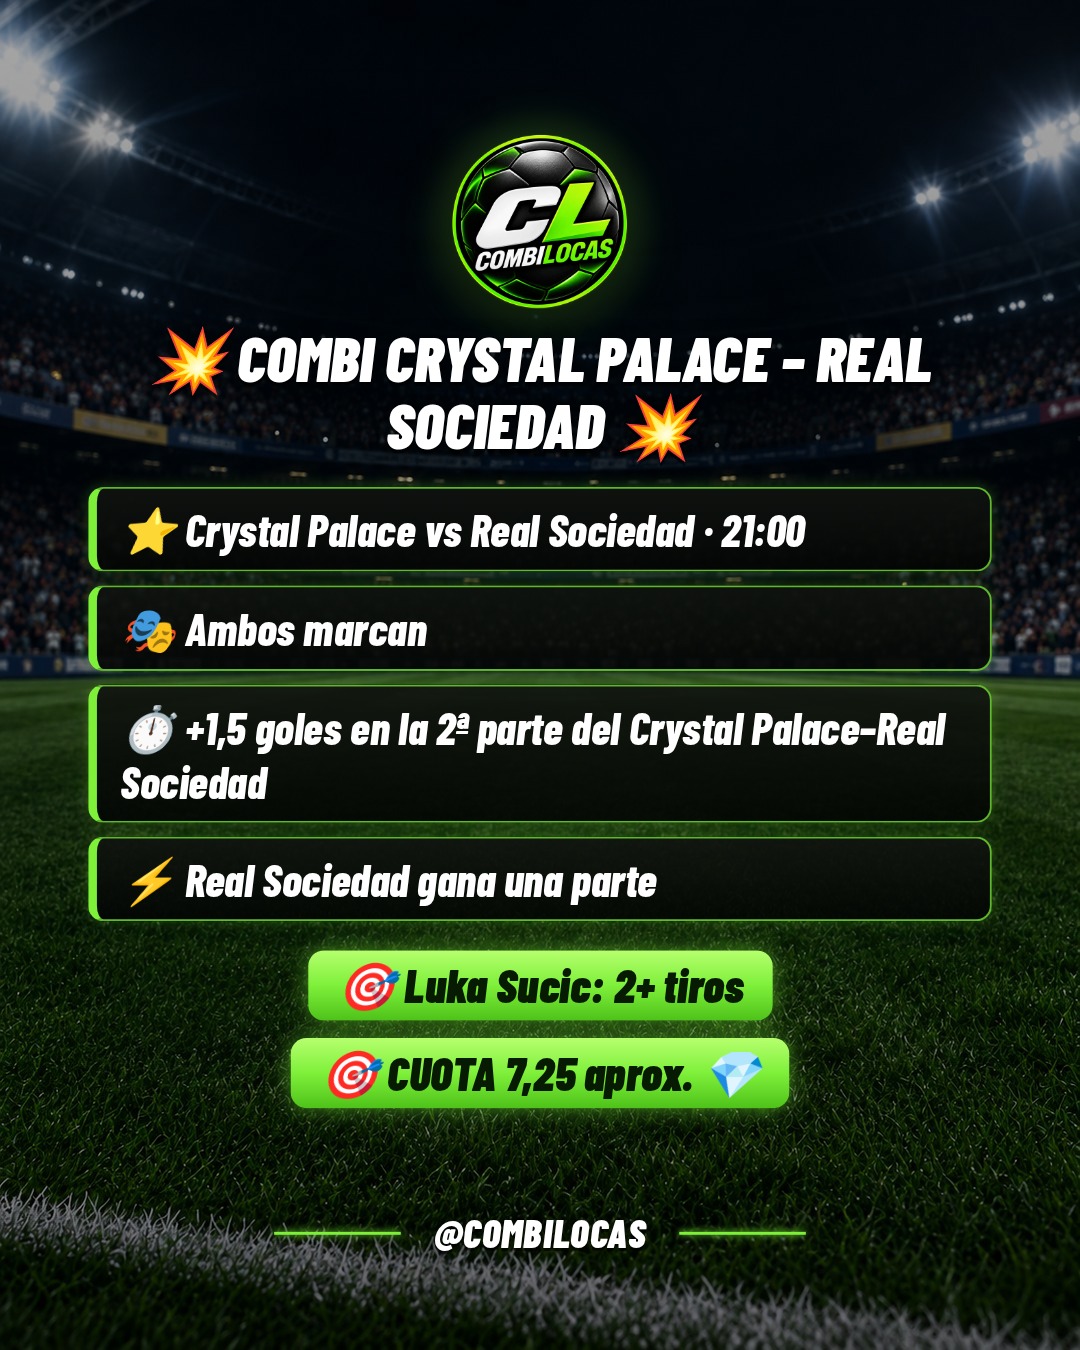 CL
COMBILOCAS
💥 COMBI CRYSTAL PALACE – REAL
SOCIEDAD 💥
⭐ Crystal Palace vs Real Sociedad · 21:00
🎭 Ambos marcan
⏱️ +1,5 goles en la 2ª parte del Crystal Palace–Real
Sociedad
⚡ Real Sociedad gana una parte
🎯 Luka Sucic: 2+ tiros
🎯 CUOTA 7,25 aprox. 💎
@COMBILOCAS